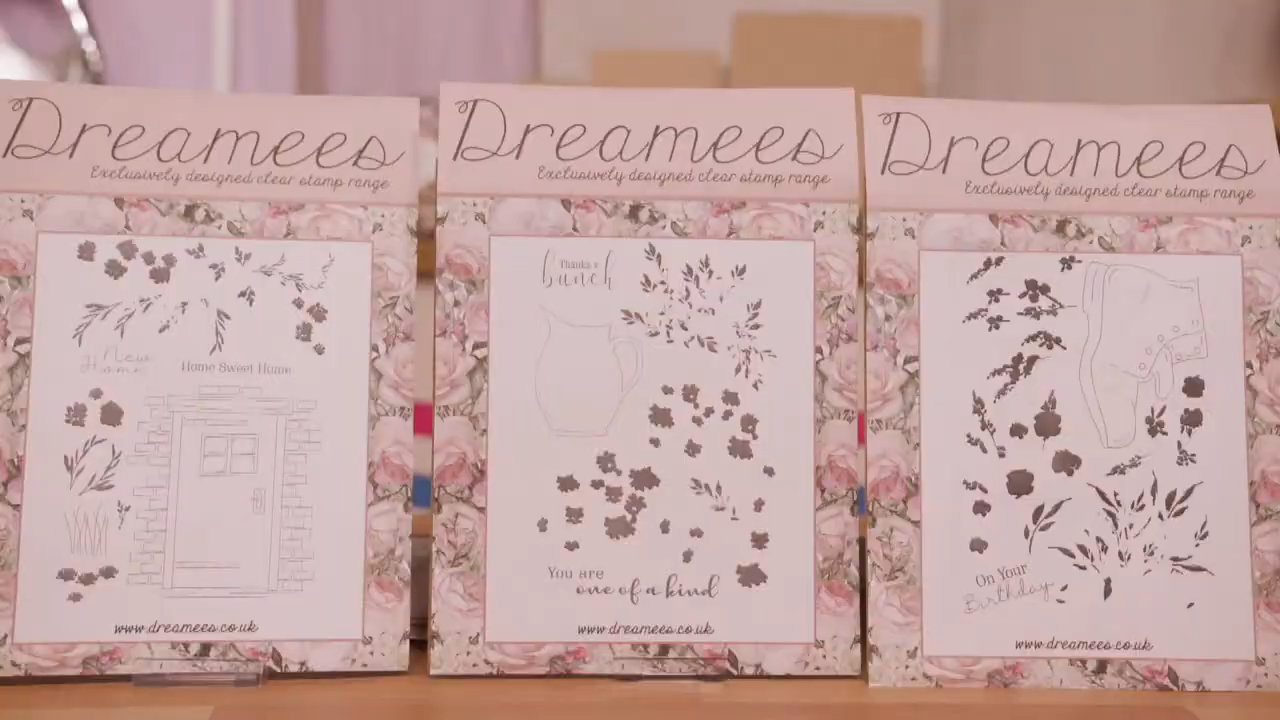 Dreamees
Exclusively designed clear stamp range
New
Home
Home Sweet Home
www.dreamees.co.uk
Dreamees
Exclusively designed clear stamp range
Thanks a
bunch
You are
one of a kind
www.dreamees.co.uk
Dreamees
Exclusively designed clear stamp range
On Your
Birthday
www.dreamees.co.uk